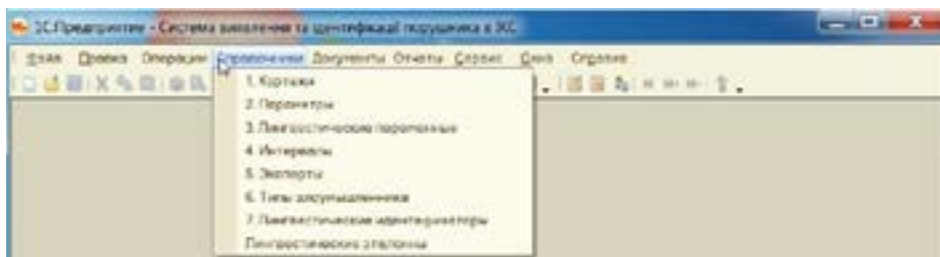 1С:Предприятие - Система виявлення та ідентифікації порушника в ІКС
Файл Правка Операции Справочники Документы Отчеты Сервис Окна Справка
1. Кортежи
2. Параметры
3. Лингвистические переменные
4. Интервалы
5. Эксперты
6. Типы злоумышленника
7. Лингвистические идентификаторы
Лингвистические эталоны